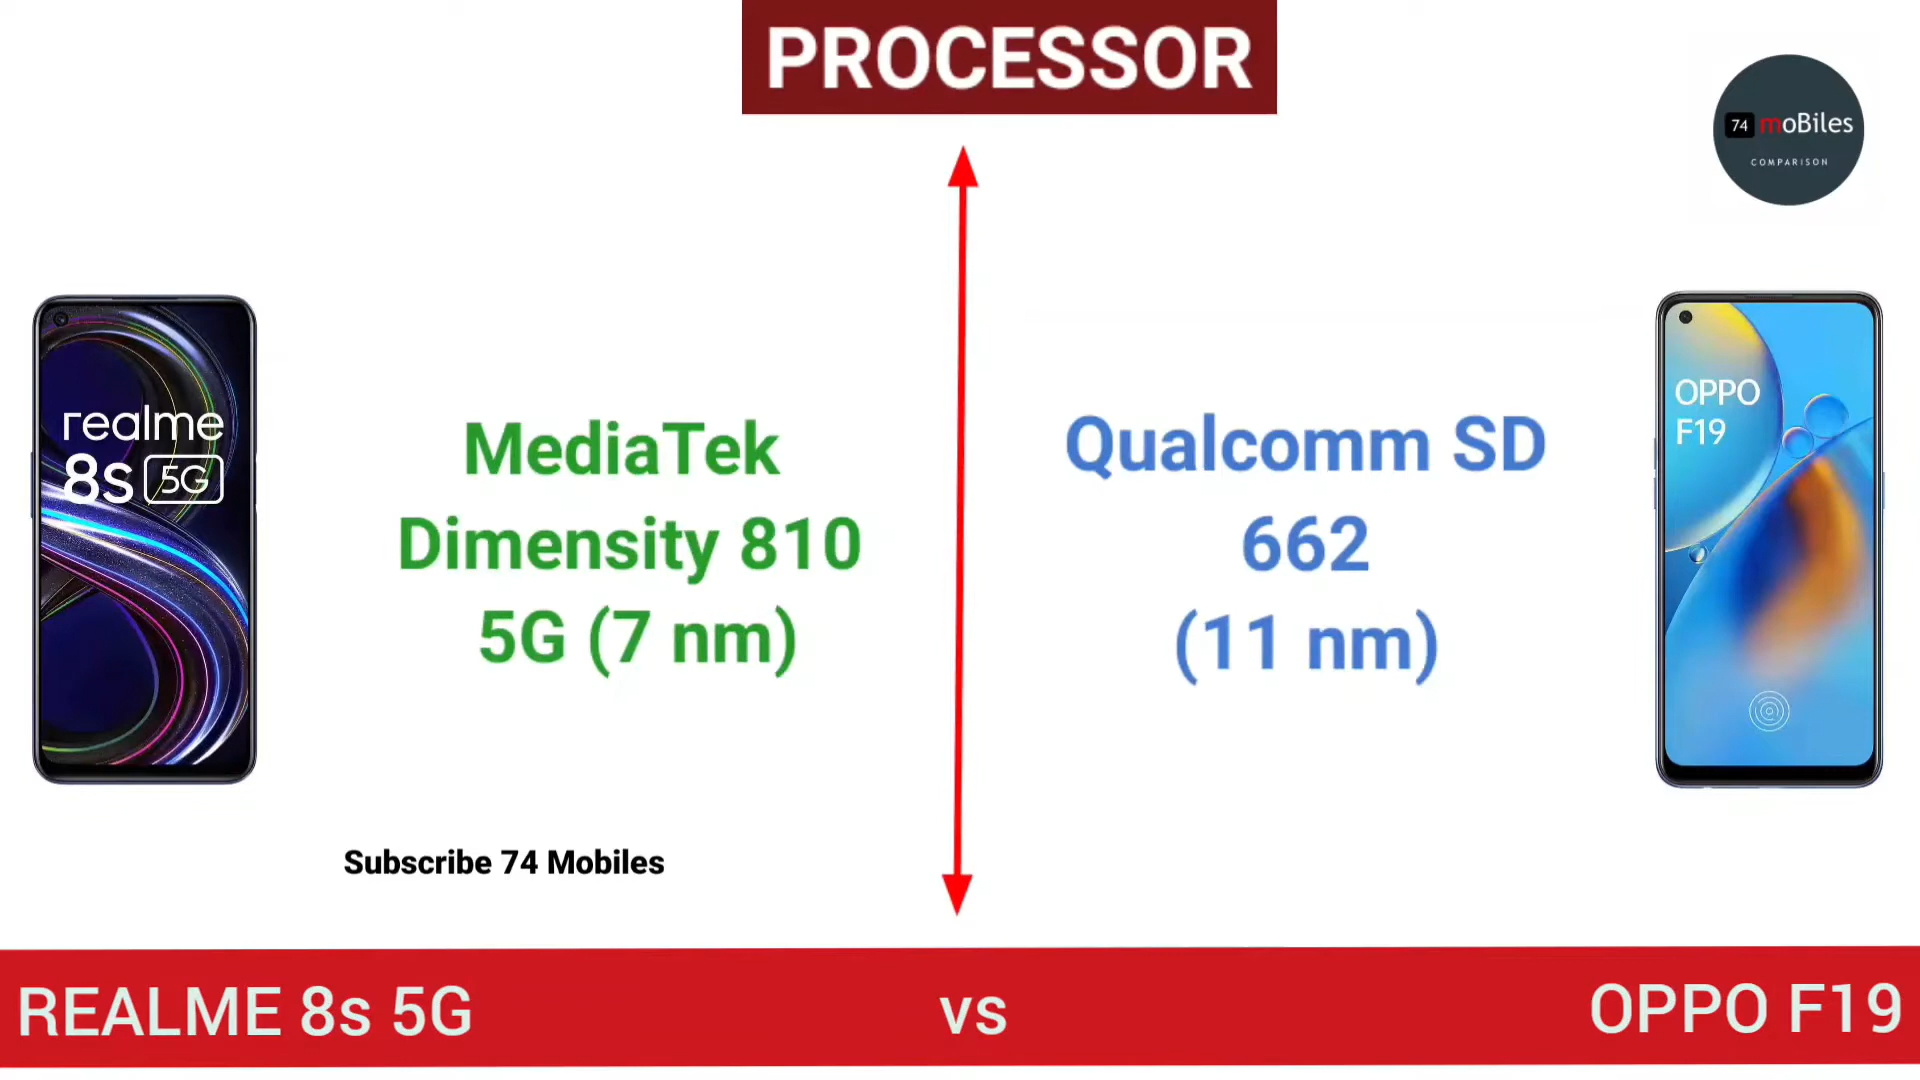 PROCESSOR
74 moBiles
COMPARISON
realme
8s 5G
MediaTek
Dimensity 810
5G (7 nm)
Qualcomm SD
662
(11 nm)
OPPO
F19
Subscribe 74 Mobiles
REALME 8s 5G vs OPPO F19